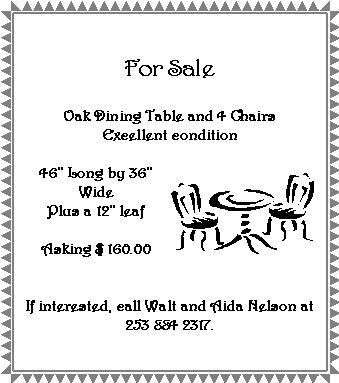 For Sale
Oak Dining Table and 4 Chairs
Excellent condition
46" Long by 36"
Wide
Plus a 12" leaf
Asking $ 160.00
If interested, call Walt and Aida Nelson at
253 884 2317.